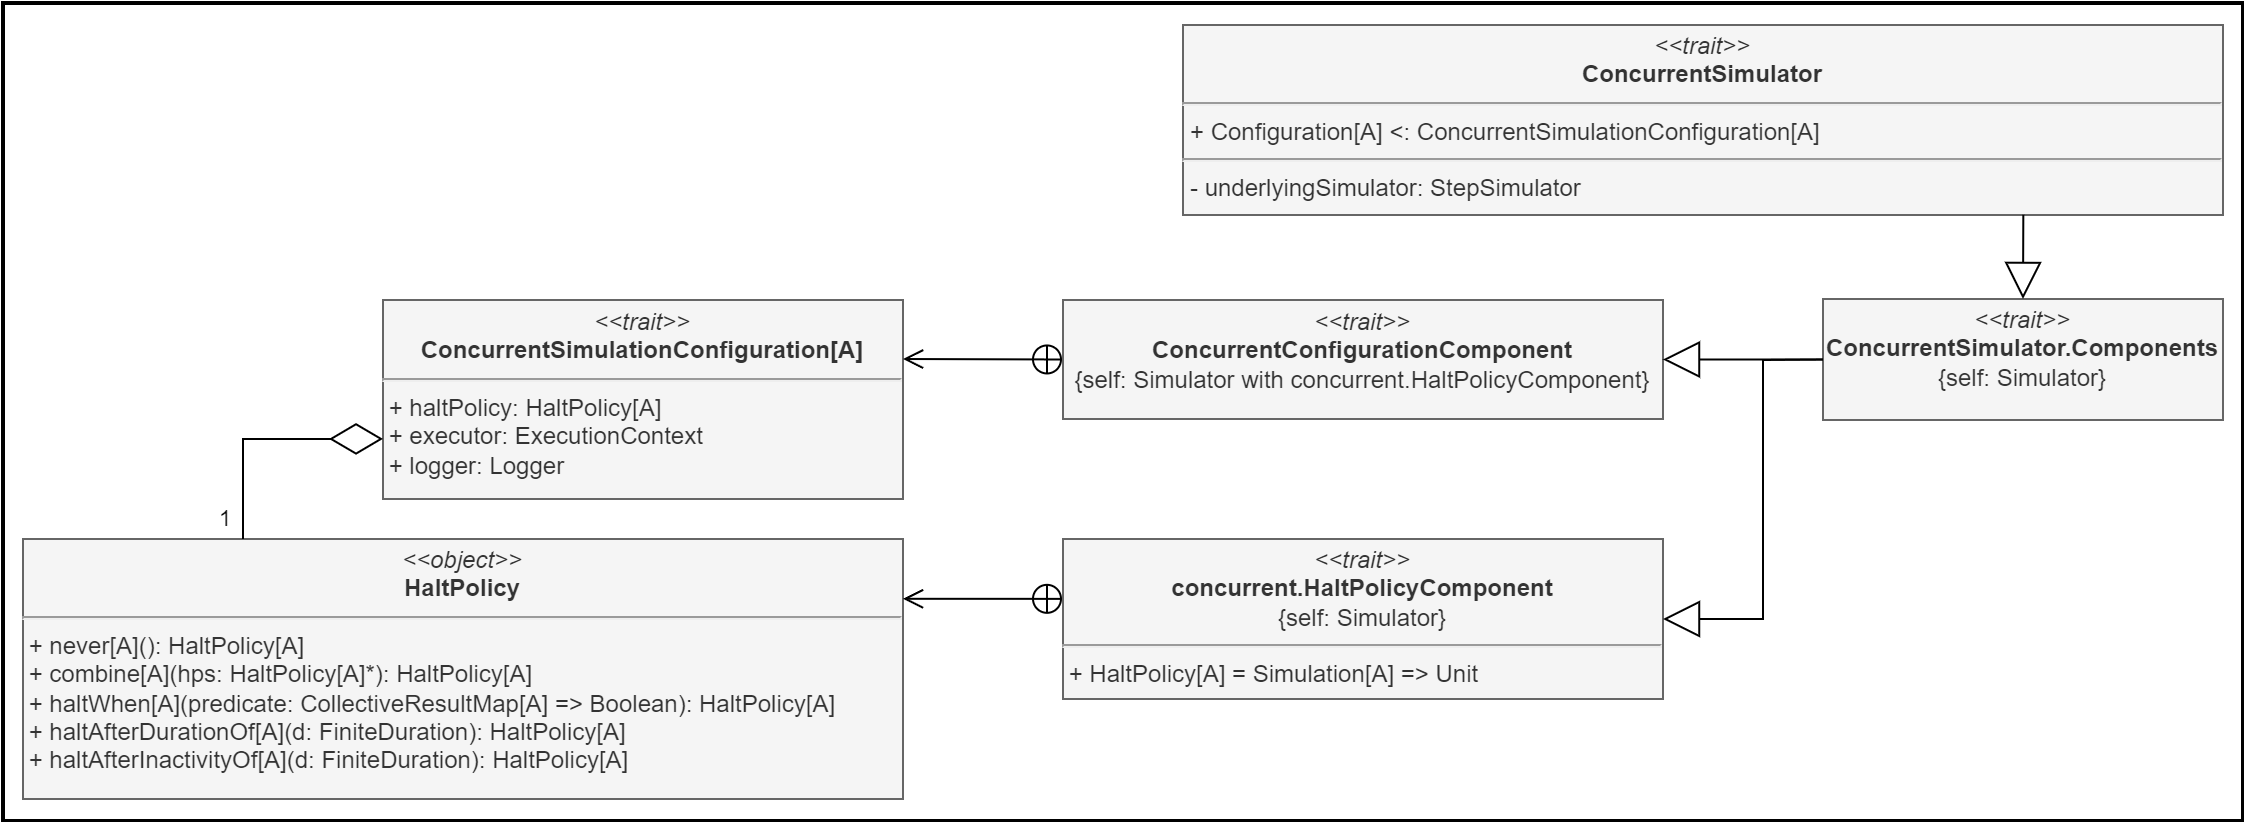 <<trait>>
ConcurrentSimulator
+ Configuration[A] <: ConcurrentSimulationConfiguration[A]
- underlyingSimulator: StepSimulator
<<trait>>
ConcurrentSimulationConfiguration[A]
+ haltPolicy: HaltPolicy[A]
+ executor: ExecutionContext
+ logger: Logger
<<trait>>
ConcurrentConfigurationComponent
{self: Simulator with concurrent.HaltPolicyComponent}
<<trait>>
ConcurrentSimulator.Components
{self: Simulator}
1
<<object>>
HaltPolicy
+ never[A](): HaltPolicy[A]
+ combine[A](hps: HaltPolicy[A]*): HaltPolicy[A]
+ haltWhen[A](predicate: CollectiveResultMap[A] => Boolean): HaltPolicy[A]
+ haltAfterDurationOf[A](d: FiniteDuration): HaltPolicy[A]
+ haltAfterInactivityOf[A](d: FiniteDuration): HaltPolicy[A]
<<trait>>
concurrent.HaltPolicyComponent
{self: Simulator}
+ HaltPolicy[A] = Simulation[A] => Unit